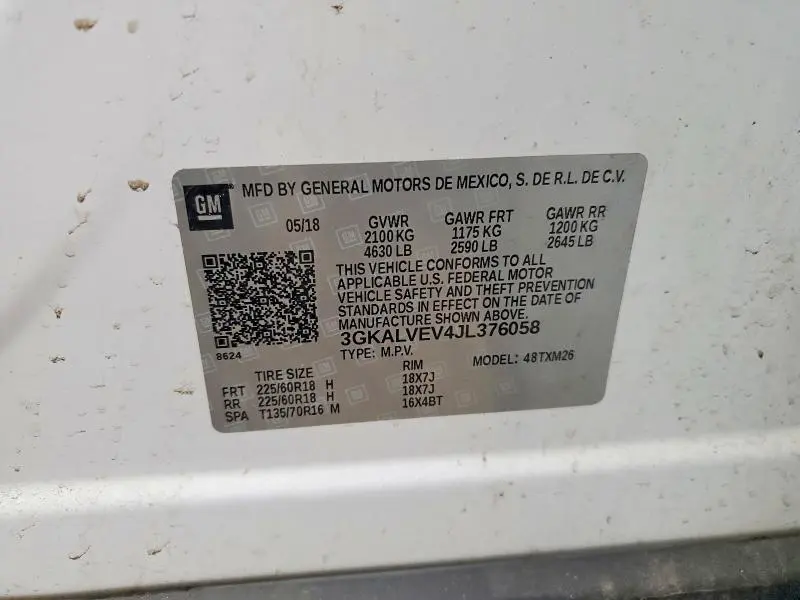 GM MFD BY GENERAL MOTORS DE MEXICO, S. DE R.L. DE C.V.
05/18 GVWR GAWR FRT GAWR RR
2100 KG 1175 KG 1200 KG
4630 LB 2590 LB 2645 LB
THIS VEHICLE CONFORMS TO ALL
APPLICABLE U.S. FEDERAL MOTOR
VEHICLE SAFETY AND THEFT PREVENTION
STANDARDS IN EFFECT ON THE DATE OF
MANUFACTURE SHOWN ABOVE.
3GKALVEV4JL376058
8624 TYPE: M.P.V. MODEL: 48TXM26
TIRE SIZE RIM
FRT 225/60R18 H 18X7J
RR 225/60R18 H 18X7J
SPA T135/70R16 M 16X4BT